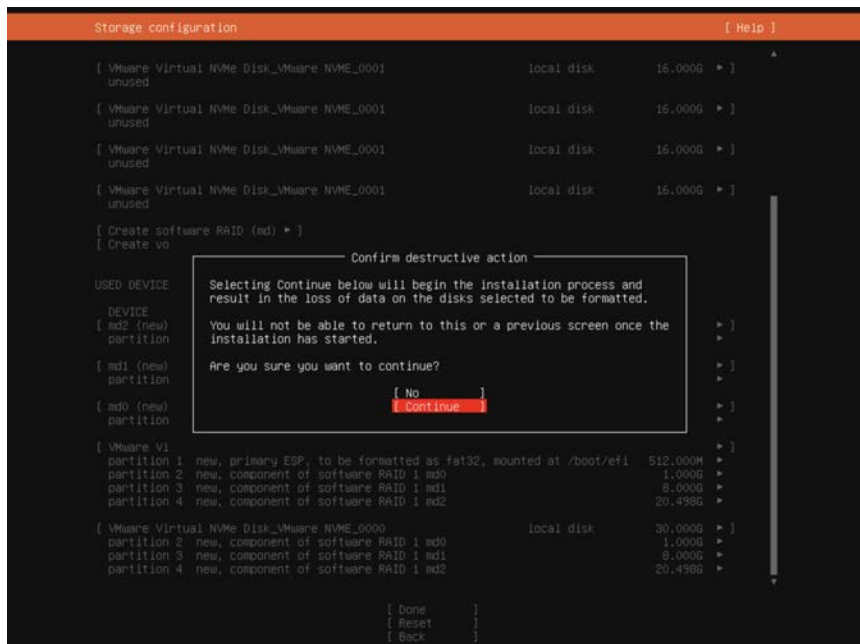 Storage configuration [ Help ]
[ VMware Virtual NVMe Disk_VMware NVME_0001 local disk 16.000G ► ]
unused
[ VMware Virtual NVMe Disk_VMware NVME_0001 local disk 16.000G ► ]
unused
[ VMware Virtual NVMe Disk_VMware NVME_0001 local disk 16.000G ► ]
unused
[ VMware Virtual NVMe Disk_VMware NVME_0001 local disk 16.000G ► ]
unused
[ Create software RAID (md) ► ]
[ Create vo
Confirm destructive action
USED DEVICE
Selecting Continue below will begin the installation process and
result in the loss of data on the disks selected to be formatted.
You will not be able to return to this or a previous screen once the
installation has started.
Are you sure you want to continue?
[ No ]
[ Continue ]
DEVICE
[ md2 (new) ► ]
partition ►
[ md1 (new) ► ]
partition ►
[ md0 (new) ► ]
partition ►
[ VMware Vi ► ]
partition 1 new, primary ESP, to be formatted as fat32, mounted at /boot/efi 512.000M ►
partition 2 new, component of software RAID 1 md0 1.000G ►
partition 3 new, component of software RAID 1 md1 8.000G ►
partition 4 new, component of software RAID 1 md2 20.498G ►
[ VMware Virtual NVMe Disk_VMware NVME_0000 local disk 30.000G ► ]
partition 2 new, component of software RAID 1 md0 1.000G ►
partition 3 new, component of software RAID 1 md1 8.000G ►
partition 4 new, component of software RAID 1 md2 20.498G ►
[ Done ]
[ Reset ]
[ Back ]